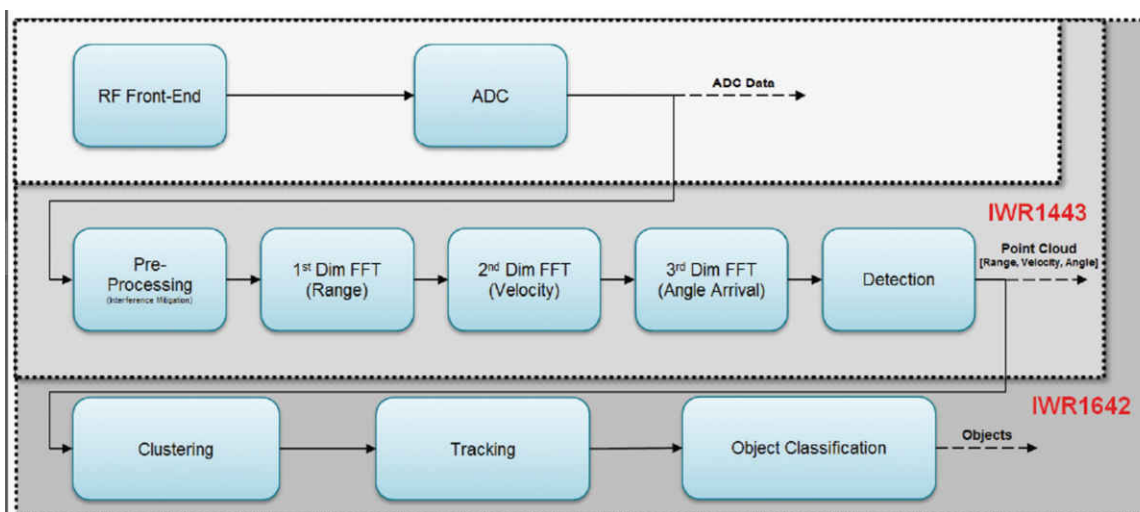 RF Front-End
ADC
ADC Data
IWR1443
Pre-
Processing
(Interference Mitigation)
1st Dim FFT
(Range)
2nd Dim FFT
(Velocity)
3rd Dim FFT
(Angle Arrival)
Detection
Point Cloud
[Range, Velocity, Angle]
IWR1642
Clustering
Tracking
Object Classification
Objects